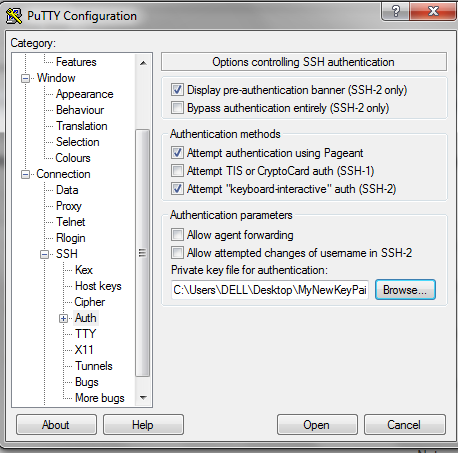 PuTTY Configuration
Category:
Features
Window
Appearance
Behaviour
Translation
Selection
Colours
Connection
Data
Proxy
Telnet
Rlogin
SSH
Kex
Host keys
Cipher
Auth
TTY
X11
Tunnels
Bugs
More bugs
Options controlling SSH authentication
Display pre-authentication banner (SSH-2 only)
Bypass authentication entirely (SSH-2 only)
Authentication methods
Attempt authentication using Pageant
Attempt TIS or CryptoCard auth (SSH-1)
Attempt "keyboard-interactive" auth (SSH-2)
Authentication parameters
Allow agent forwarding
Allow attempted changes of username in SSH-2
Private key file for authentication:
C:\Users\DELL\Desktop\MyNewKeyPai
Browse...
About
Help
Open
Cancel